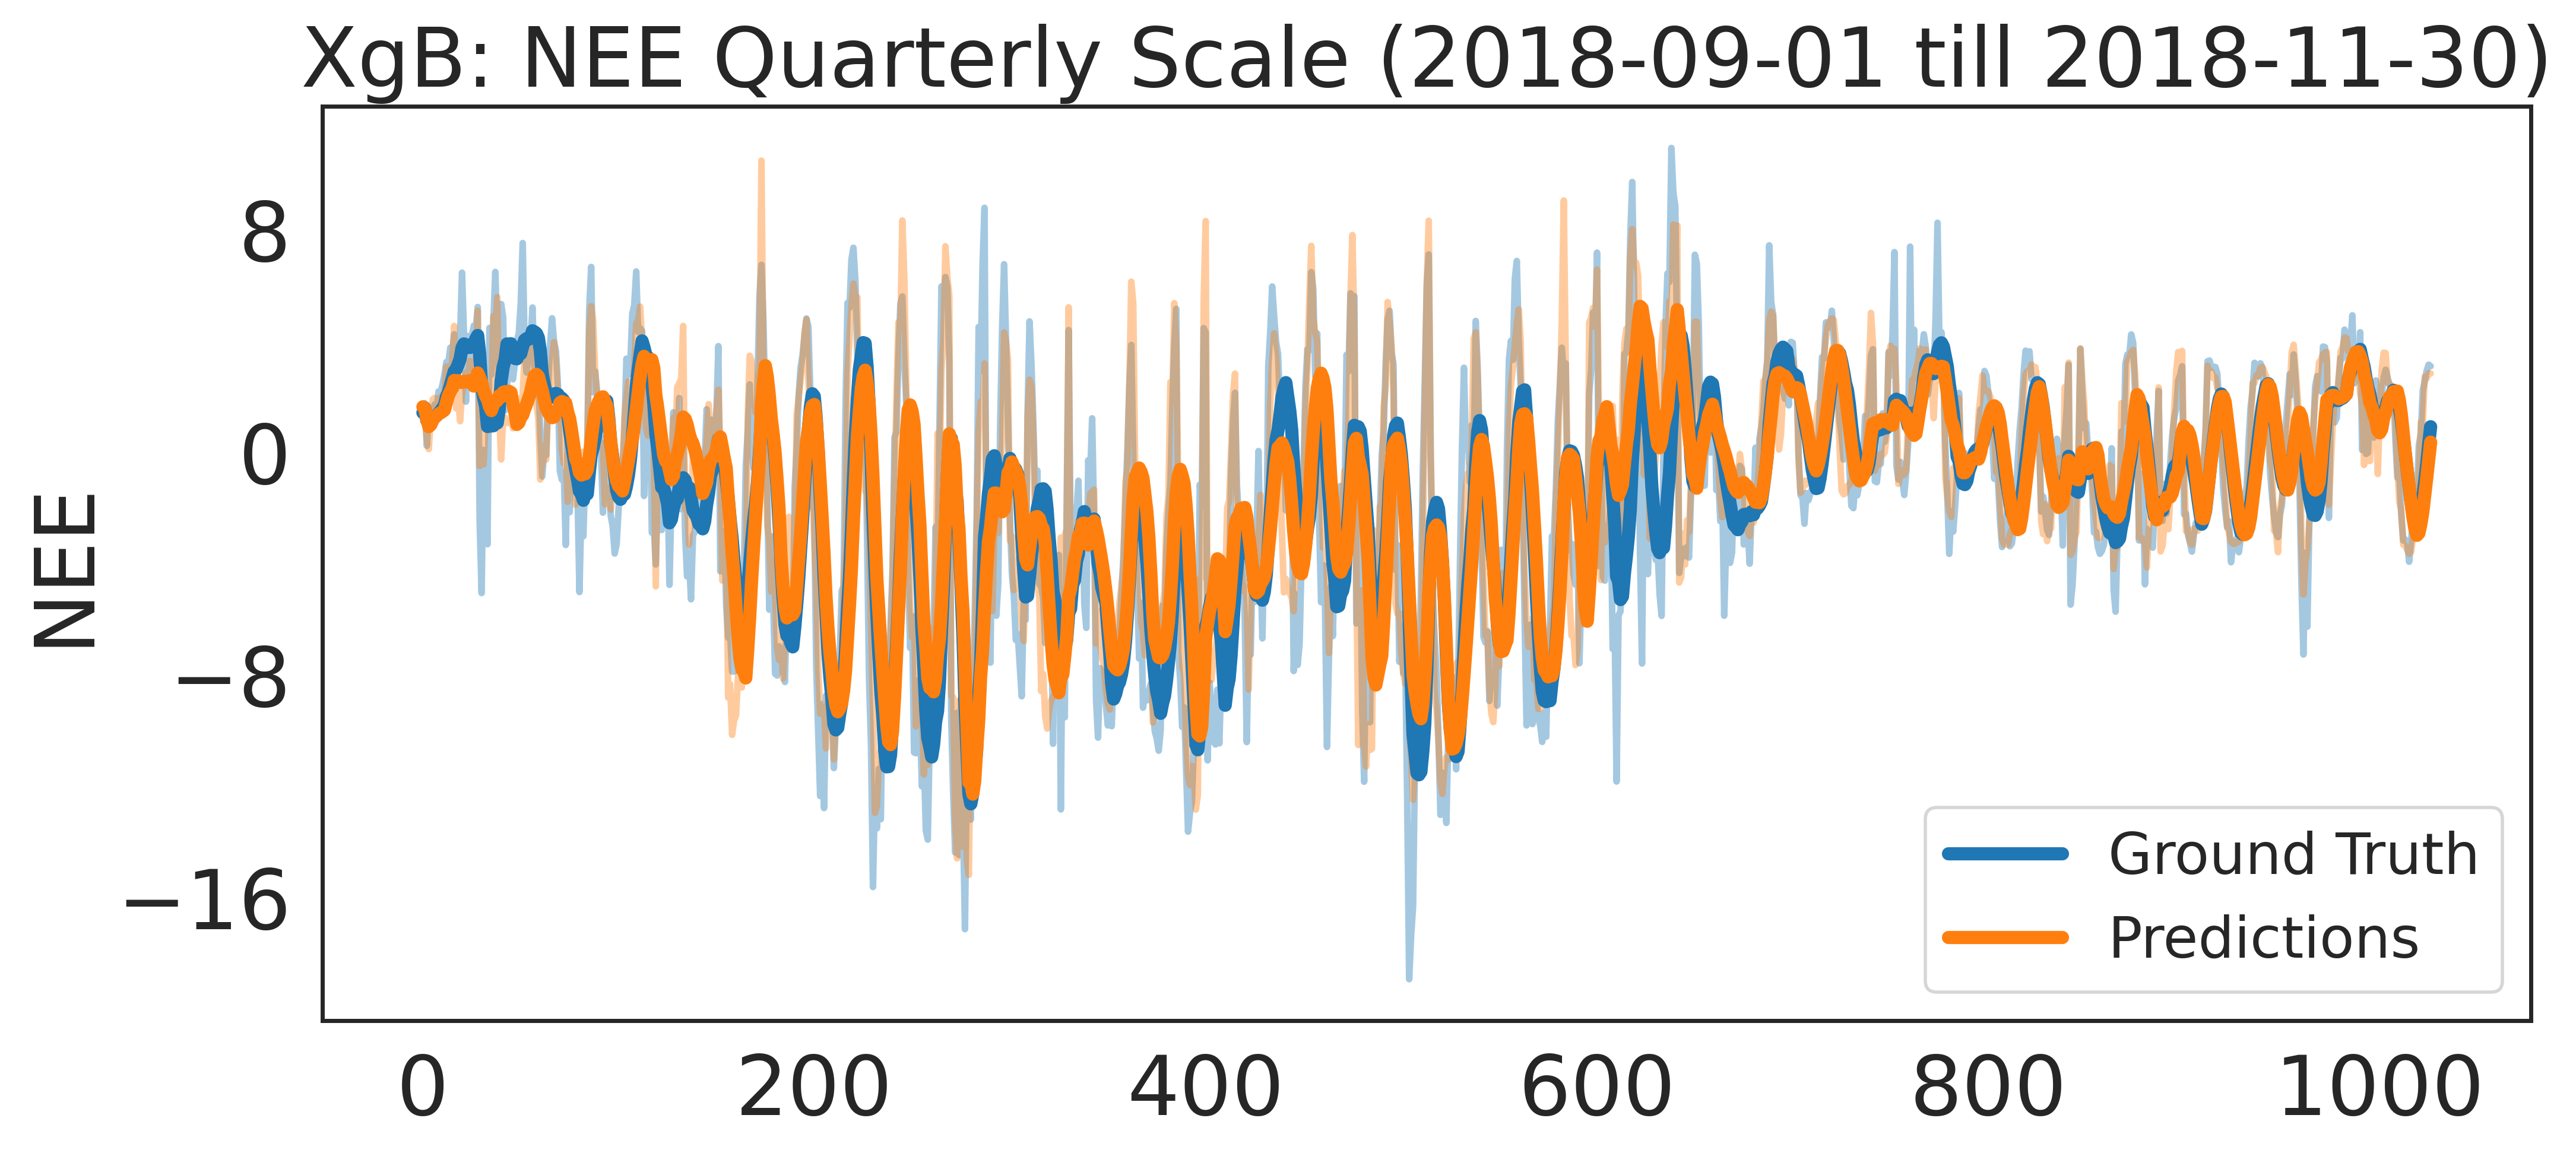 XgB: NEE Quarterly Scale (2018-09-01 till 2018-11-30)
NEE
8
0
−8
−16
Ground Truth
Predictions
0 200 400 600 800 1000